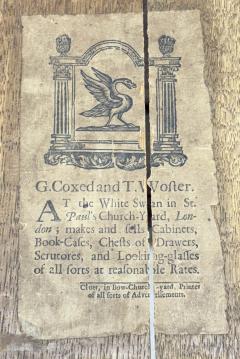 G. Coxed and T. Woster.
AT the White Swan in St.
Paul's Church-Yard, Lon-
don; makes and sells Cabinets,
Book-Cases, Chests of Drawers,
Scrutores, and Looking-glasses
of all sorts at reasonable Rates.
Cluer, in Bow-Church-yard, Printer
of all sorts of Advertisements.